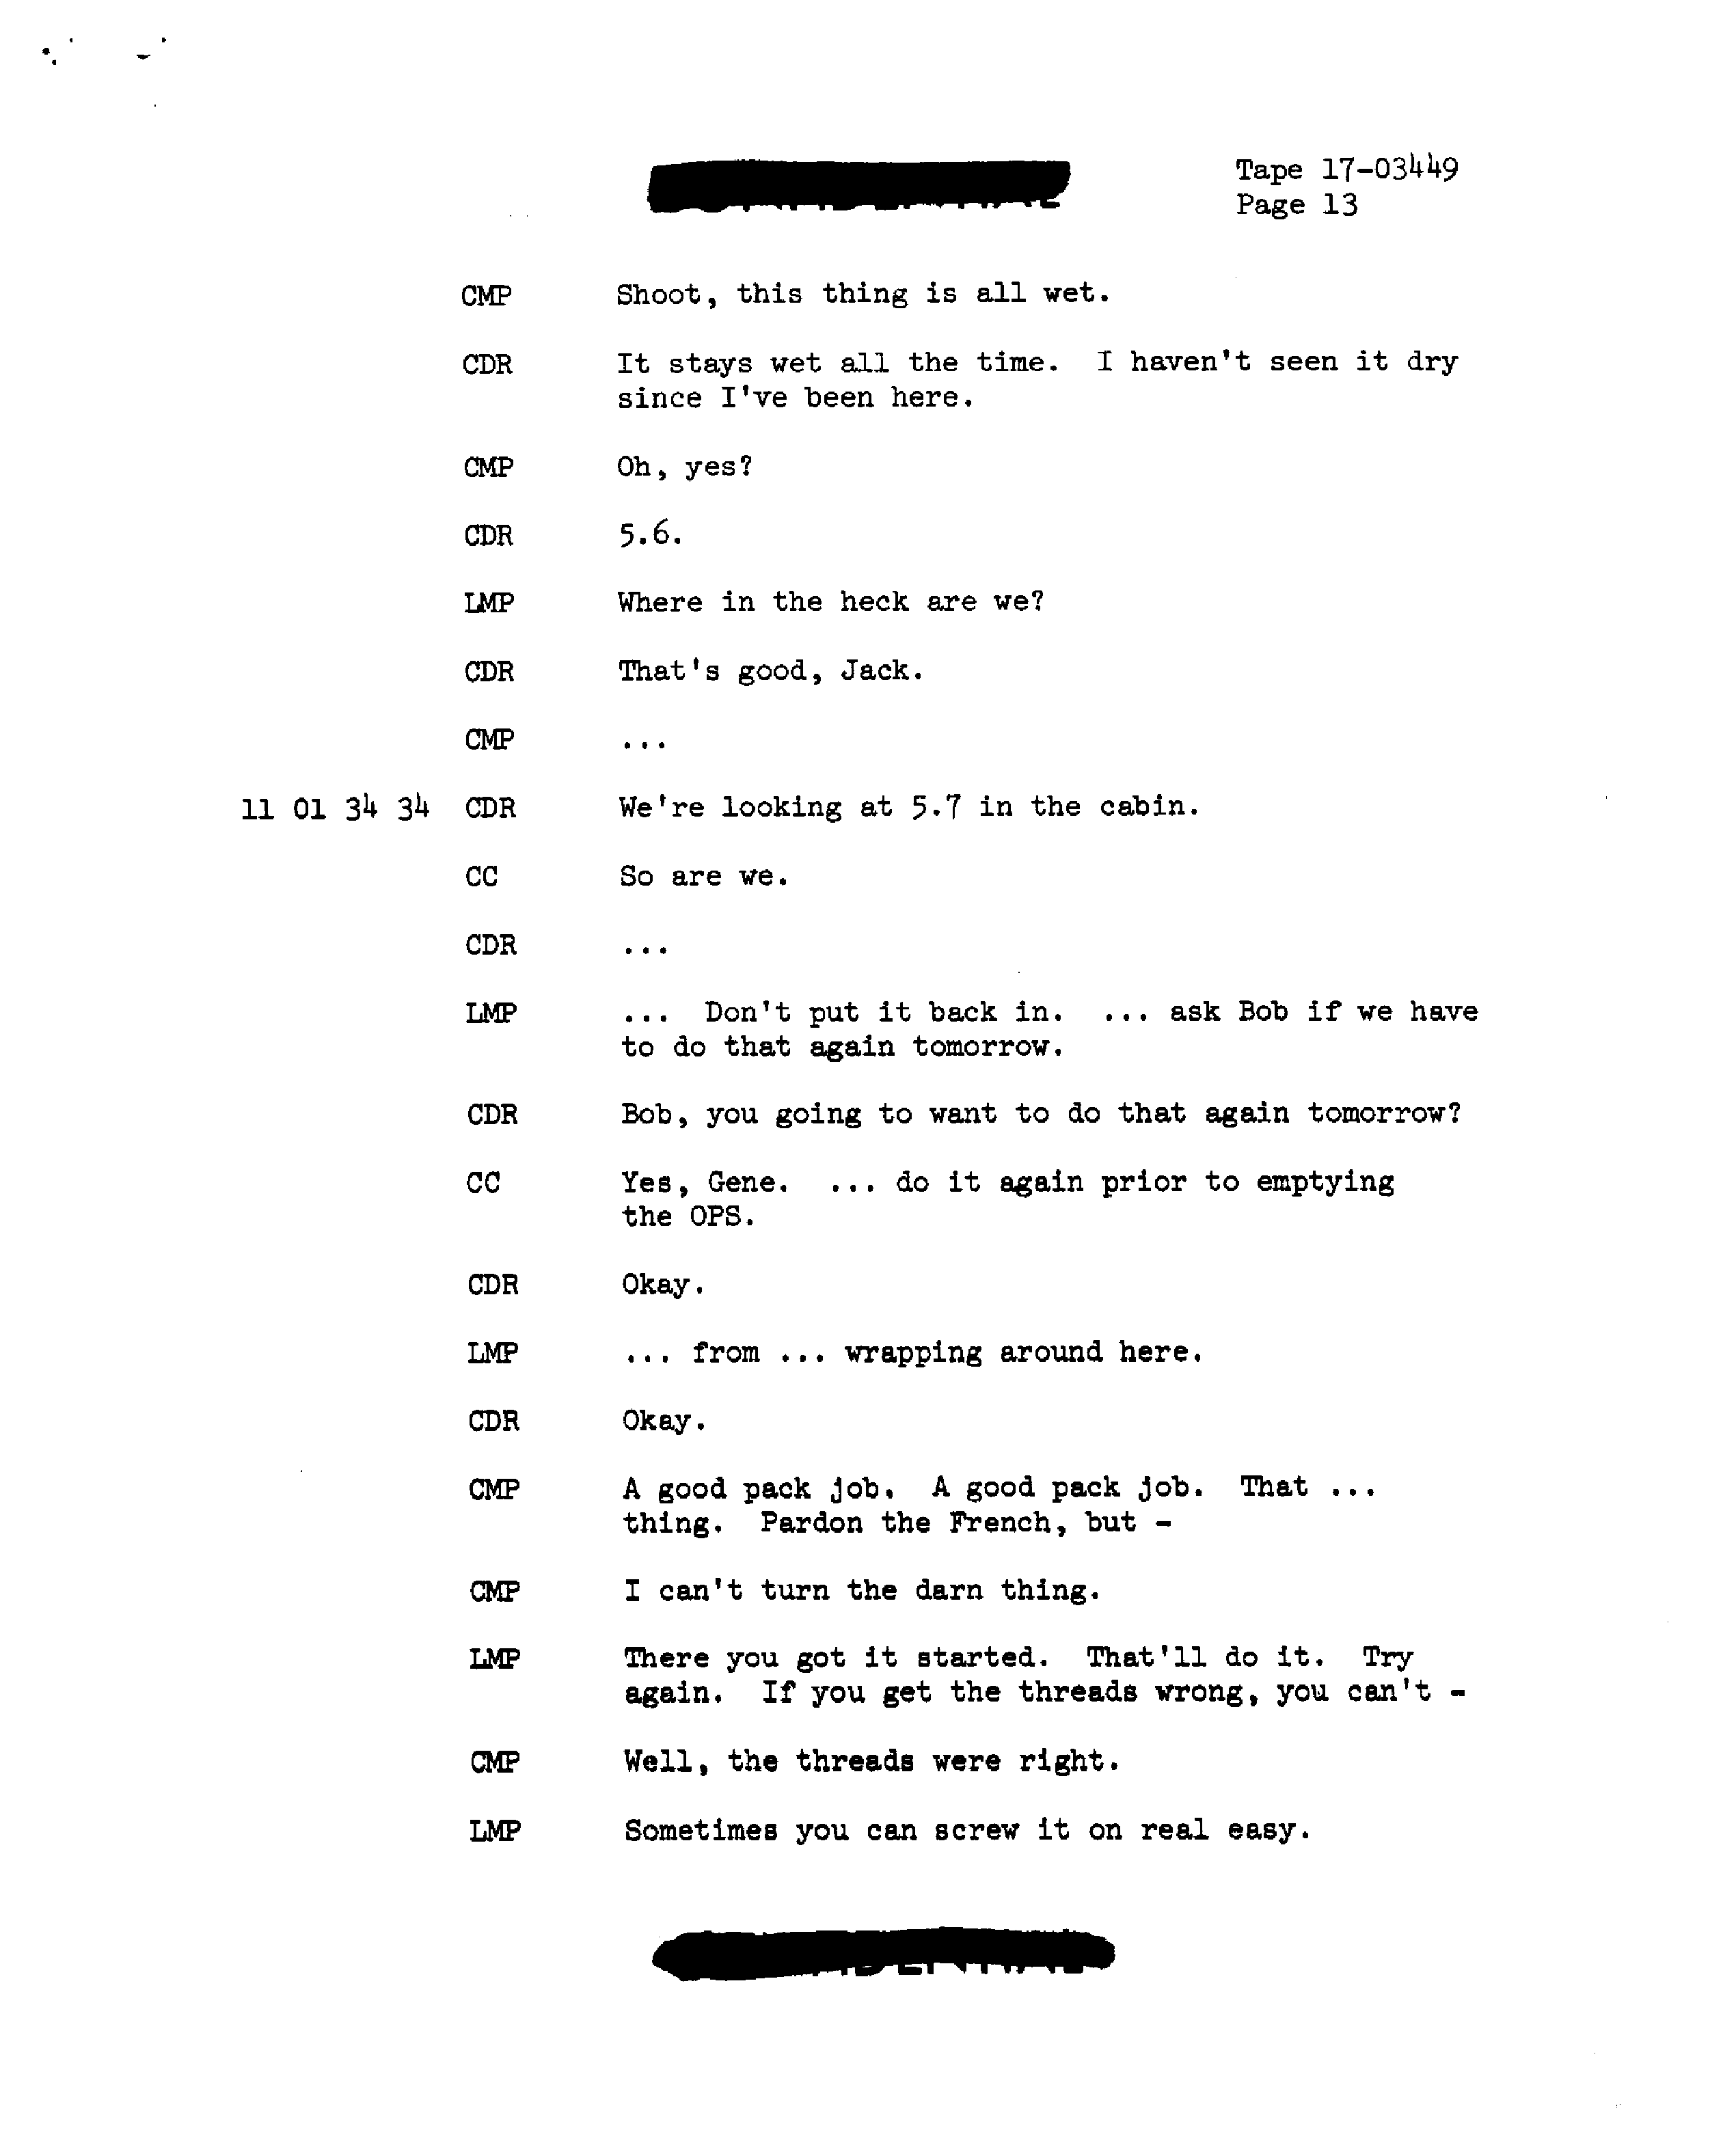 Tape 17-03449
Page 13
CMP Shoot, this thing is all wet.
CDR It stays wet all the time. I haven't seen it dry
since I've been here.
CMP Oh, yes?
CDR 5.6.
LMP Where in the heck are we?
CDR That's good, Jack.
CMP ...
11 01 34 34 CDR We're looking at 5.7 in the cabin.
CC So are we.
CDR ...
LMP ... Don't put it back in. ... ask Bob if we have
to do that again tomorrow.
CDR Bob, you going to want to do that again tomorrow?
CC Yes, Gene. ... do it again prior to emptying
the OPS.
CDR Okay.
LMP ... from ... wrapping around here.
CDR Okay.
CMP A good pack job. A good pack job. That ...
thing. Pardon the French, but -
CMP I can't turn the darn thing.
LMP There you got it started. That'll do it. Try
again. If you get the threads wrong, you can't -
CMP Well, the threads were right.
LMP Sometimes you can screw it on real easy.